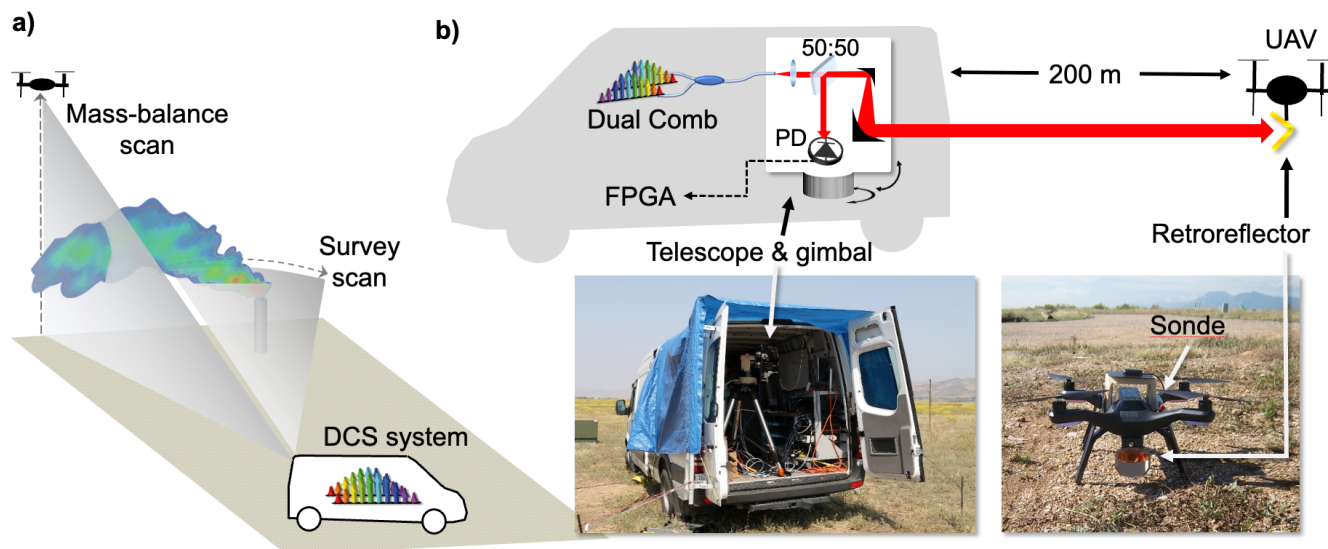 a)
Mass-balance
scan
Survey
scan
DCS system
b)
50:50
UAV
200 m
Dual Comb
PD
FPGA
Telescope & gimbal
Retroreflector
Sonde